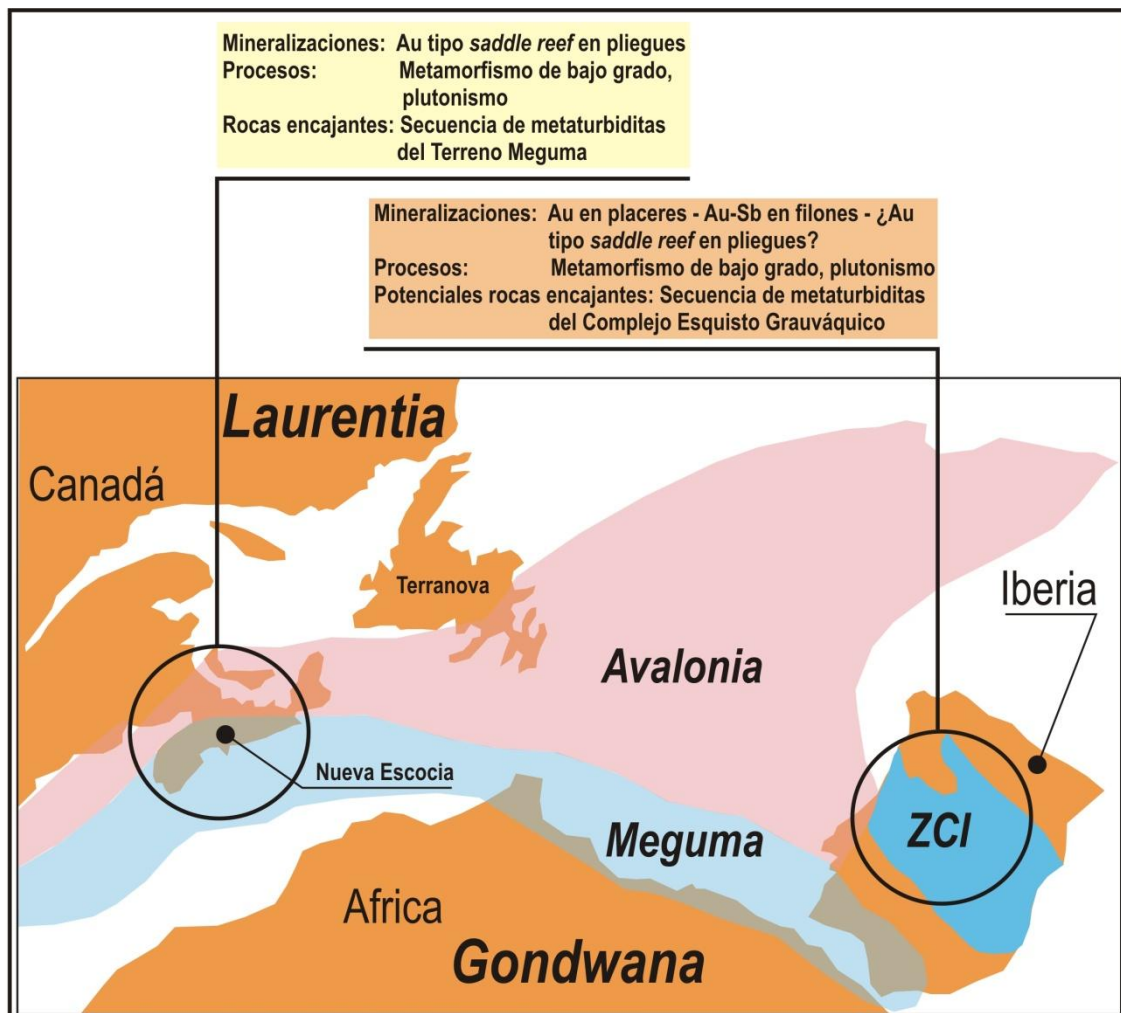 Mineralizaciones: Au tipo saddle reef en pliegues
Procesos: Metamorfismo de bajo grado,
plutonismo
Rocas encajantes: Secuencia de metaturbiditas
del Terreno Meguma
Mineralizaciones: Au en placeres - Au-Sb en filones - ¿Au
tipo saddle reef en pliegues?
Procesos: Metamorfismo de bajo grado, plutonismo
Potenciales rocas encajantes: Secuencia de metaturbiditas
del Complejo Esquisto Grauváquico
Laurentia
Canadá
Terranova
Iberia
Avalonia
Nueva Escocia
ZCI
Meguma
Africa
Gondwana